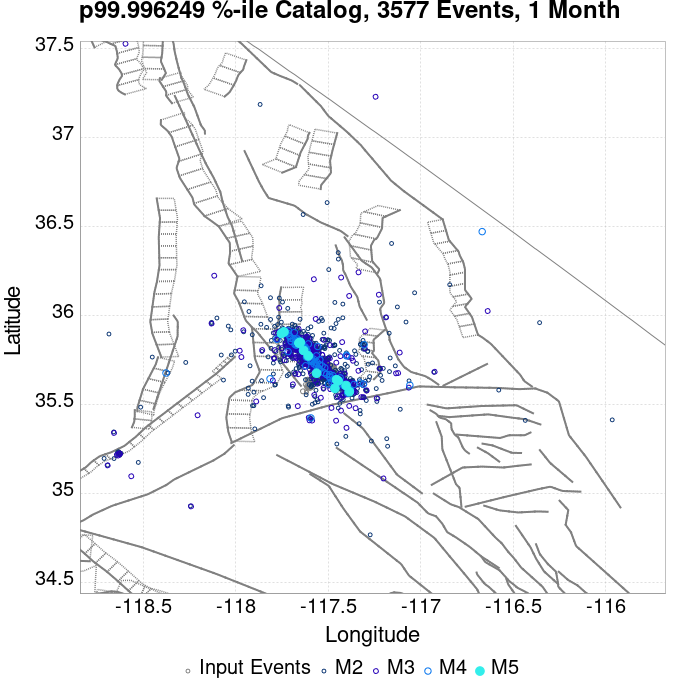 p99.996249 %-ile Catalog, 3577 Events, 1 Month
37.5
37
36.5
36
35.5
35
34.5
Latitude
-118.5 -118 -117.5 -117 -116.5 -116
Longitude
Input Events M2 M3 M4 M5